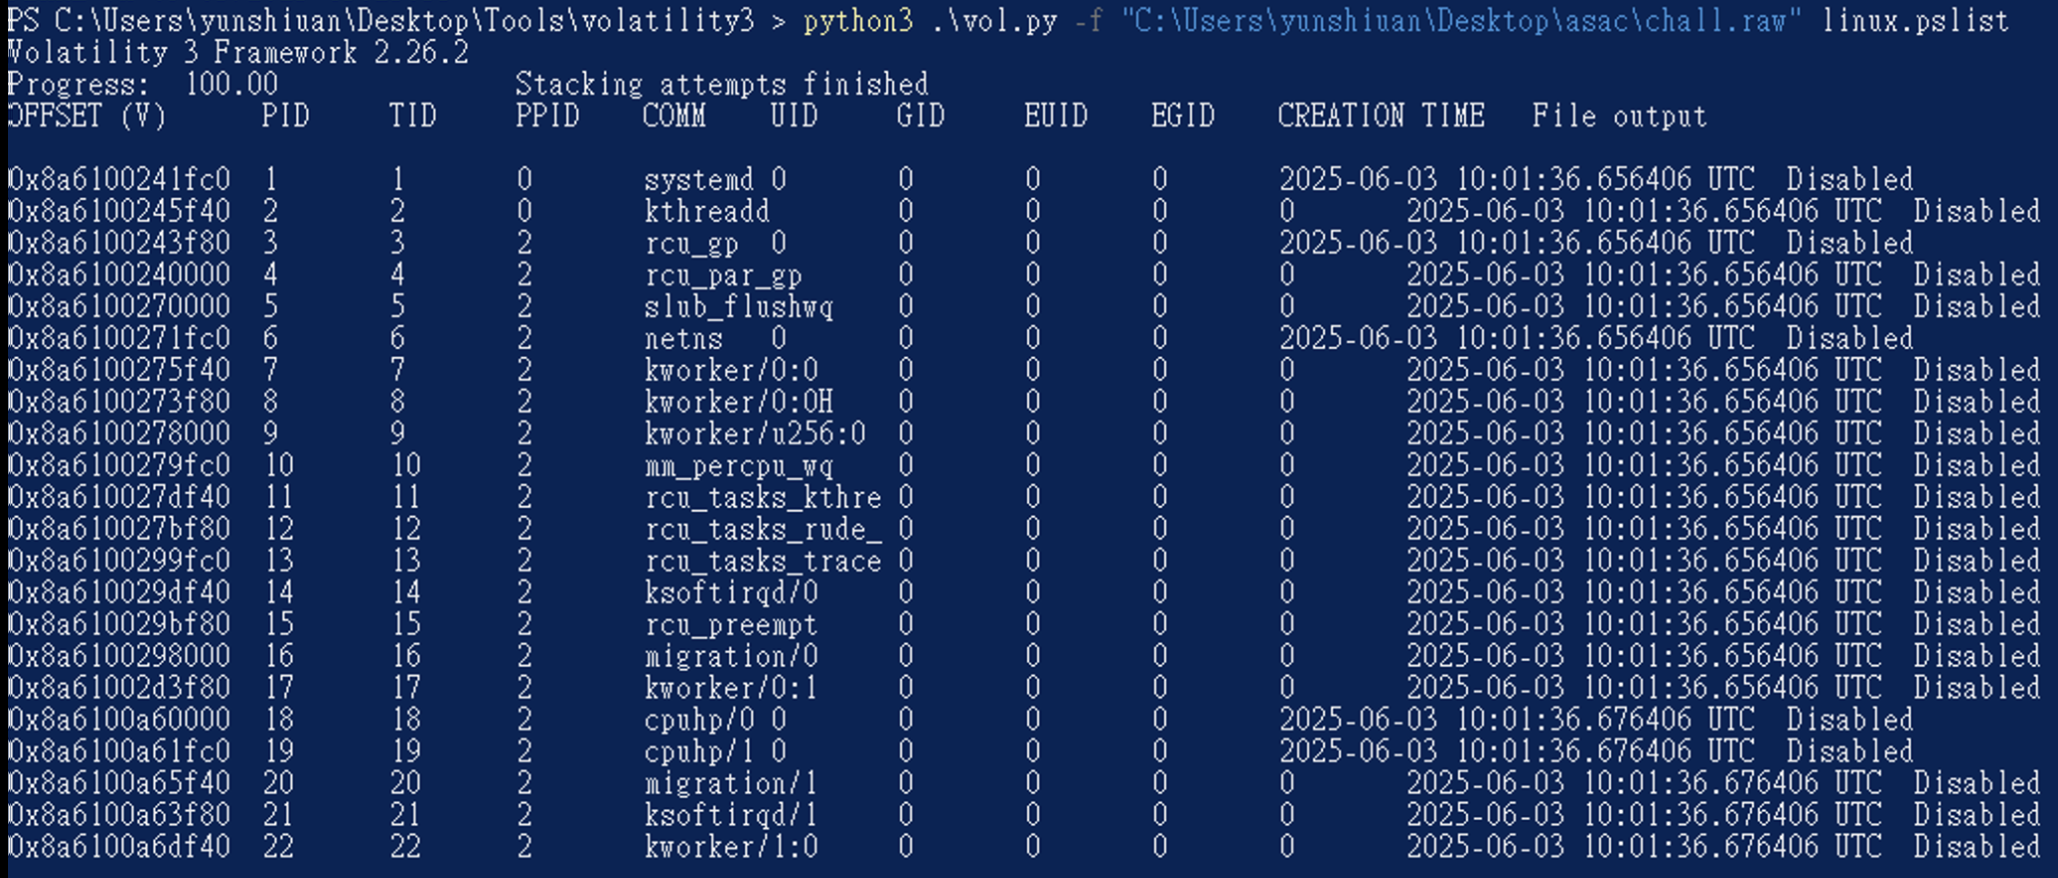 PS C:\Users\yunshiuan\Desktop\Tools\volatility3 > python3 .\vol.py -f "C:\Users\yunshiuan\Desktop\asac\chall.raw" linux.pslist
Volatility 3 Framework 2.26.2
Progress:  100.00               Stacking attempts finished
OFFSET (V)      PID     TID     PPID    COMM    UID     GID     EUID    EGID    CREATION TIME   File output
0x8a6100241fc0  1       1       0       systemd 0       0       0       0       2025-06-03 10:01:36.656406 UTC  Disabled
0x8a6100245f40  2       2       0       kthreadd        0       0       0       0       2025-06-03 10:01:36.656406 UTC  Disabled
0x8a6100243f80  3       3       2       rcu_gp  0       0       0       0       2025-06-03 10:01:36.656406 UTC  Disabled
0x8a6100240000  4       4       2       rcu_par_gp      0       0       0       0       2025-06-03 10:01:36.656406 UTC  Disabled
0x8a6100270000  5       5       2       slub_flushwq    0       0       0       0       2025-06-03 10:01:36.656406 UTC  Disabled
0x8a6100271fc0  6       6       2       netns   0       0       0       0       2025-06-03 10:01:36.656406 UTC  Disabled
0x8a6100275f40  7       7       2       kworker/0:0     0       0       0       0       2025-06-03 10:01:36.656406 UTC  Disabled
0x8a6100273f80  8       8       2       kworker/0:0H    0       0       0       0       2025-06-03 10:01:36.656406 UTC  Disabled
0x8a6100278000  9       9       2       kworker/u256:0  0       0       0       0       2025-06-03 10:01:36.656406 UTC  Disabled
0x8a6100279fc0  10      10      2       mm_percpu_wq    0       0       0       0       2025-06-03 10:01:36.656406 UTC  Disabled
0x8a610027df40  11      11      2       rcu_tasks_kthre 0       0       0       0       2025-06-03 10:01:36.656406 UTC  Disabled
0x8a610027bf80  12      12      2       rcu_tasks_rude_ 0       0       0       0       2025-06-03 10:01:36.656406 UTC  Disabled
0x8a6100299fc0  13      13      2       rcu_tasks_trace 0       0       0       0       2025-06-03 10:01:36.656406 UTC  Disabled
0x8a610029df40  14      14      2       ksoftirqd/0     0       0       0       0       2025-06-03 10:01:36.656406 UTC  Disabled
0x8a610029bf80  15      15      2       rcu_preempt     0       0       0       0       2025-06-03 10:01:36.656406 UTC  Disabled
0x8a6100298000  16      16      2       migration/0     0       0       0       0       2025-06-03 10:01:36.656406 UTC  Disabled
0x8a61002d3f80  17      17      2       kworker/0:1     0       0       0       0       2025-06-03 10:01:36.656406 UTC  Disabled
0x8a6100a60000  18      18      2       cpuhp/0 0       0       0       0       2025-06-03 10:01:36.676406 UTC  Disabled
0x8a6100a61fc0  19      19      2       cpuhp/1 0       0       0       0       2025-06-03 10:01:36.676406 UTC  Disabled
0x8a6100a65f40  20      20      2       migration/1     0       0       0       0       2025-06-03 10:01:36.676406 UTC  Disabled
0x8a6100a63f80  21      21      2       ksoftirqd/1     0       0       0       0       2025-06-03 10:01:36.676406 UTC  Disabled
0x8a6100a6df40  22      22      2       kworker/1:0     0       0       0       0       2025-06-03 10:01:36.676406 UTC  Disabled